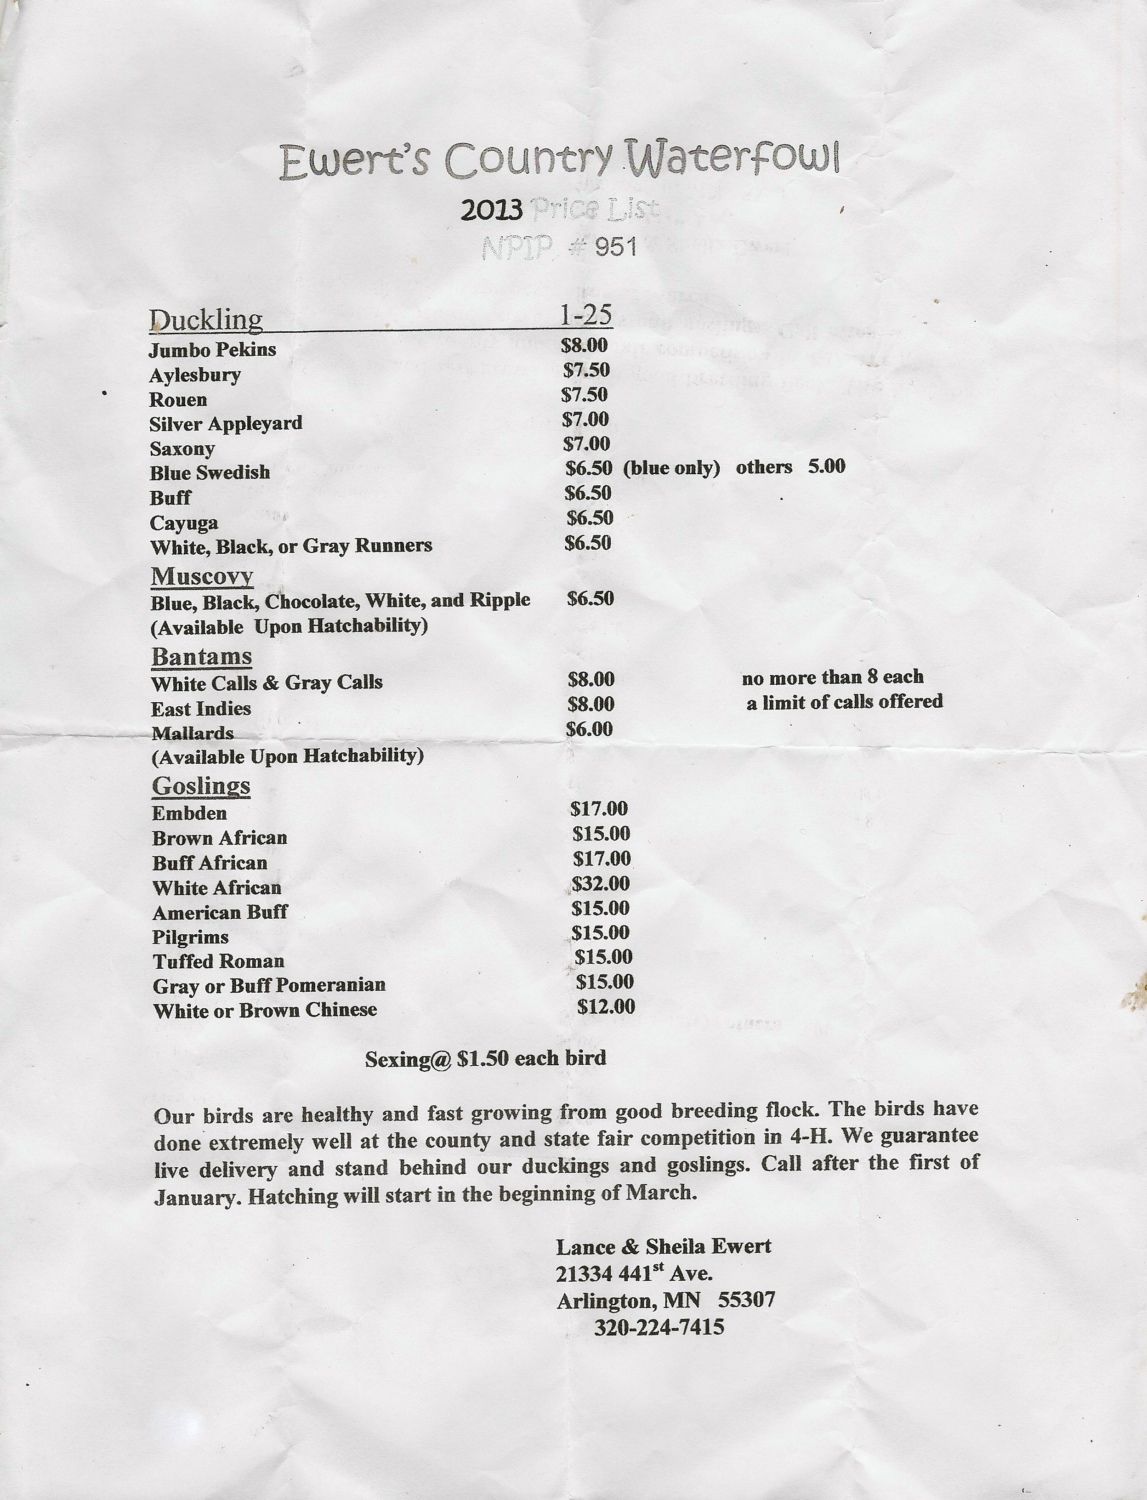 Ewert's Country Waterfowl
2013 Price List
NPIP # 951
Duckling 1-25
Jumbo Pekins $8.00
Aylesbury $7.50
Rouen $7.50
Silver Appleyard $7.00
Saxony $7.00
Blue Swedish $6.50 (blue only) others 5.00
Buff $6.50
Cayuga $6.50
White, Black, or Gray Runners $6.50
Muscovy
Blue, Black, Chocolate, White, and Ripple $6.50
(Available Upon Hatchability)
Bantams
White Calls & Gray Calls $8.00 no more than 8 each
East Indies $8.00 a limit of calls offered
Mallards $6.00
(Available Upon Hatchability)
Goslings
Embden $17.00
Brown African $15.00
Buff African $17.00
White African $32.00
American Buff $15.00
Pilgrims $15.00
Tuffed Roman $15.00
Gray or Buff Pomeranian $15.00
White or Brown Chinese $12.00
Sexing@ $1.50 each bird
Our birds are healthy and fast growing from good breeding flock. The birds have
done extremely well at the county and state fair competition in 4-H. We guarantee
live delivery and stand behind our duckings and goslings. Call after the first of
January. Hatching will start in the beginning of March.
Lance & Sheila Ewert
21334 441st Ave.
Arlington, MN 55307
320-224-7415